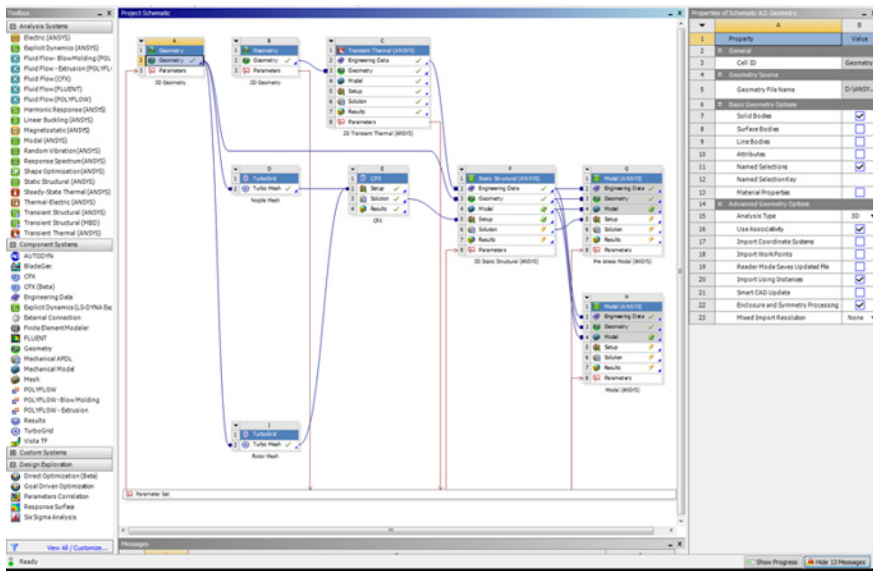 Toolbox
Analysis Systems
Electric (ANSYS)
Explicit Dynamics (ANSYS)
Fluid Flow- BlowMolding (POL
Fluid Flow - Extrusion (POLYFL
Fluid Flow (CFX)
Fluid Flow (FLUENT)
Fluid Flow (POLYFLOW)
Harmonic Response (ANSYS)
Linear Buckling (ANSYS)
Magnetostatic (ANSYS)
Modal (ANSYS)
Random Vibration (ANSYS)
Response Spectrum (ANSYS)
Shape Optimization (ANSYS)
Static Structural (ANSYS)
Steady-State Thermal (ANSYS)
Thermal-Electric (ANSYS)
Transient Structural (ANSYS)
Transient Structural (MBD)
Transient Thermal (ANSYS)
Component Systems
AUTODYN
BladeGen
CFX
CFX (Beta)
Engineering Data
Explicit Dynamics (LS-DYNA Exp
External Connection
Finite Element Modeler
FLUENT
Geometry
Mechanical APDL
Mechanical Model
Mesh
POLYFLOW
POLYFLOW - Blow Molding
POLYFLOW - Extrusion
Results
TurboGrid
Vista TF
Custom Systems
Design Exploration
Direct Optimization (Beta)
Goal Driven Optimization
Parameters Correlation
Response Surface
Six Sigma Analysis
View All / Customize...
Ready
Project Schematic
A
1 Geometry
2 Geometry
3 Parameters
3D Geometry
B
1 Geometry
2 Geometry
3 Parameters
2D Geometry
C
1 Transient Thermal (ANSYS)
2 Engineering Data
3 Geometry
4 Model
5 Setup
6 Solution
7 Results
8 Parameters
2D Transient Thermal (ANSYS)
D
1 TurboGrid
2 Turbo Mesh
Nozzle Mesh
E
1 CFX
2 Setup
3 Solution
4 Results
CFX
F
1 Static Structural (ANSYS)
2 Engineering Data
3 Geometry
4 Model
5 Setup
6 Solution
7 Results
8 Parameters
3D Static Structural (ANSYS)
G
1 Modal (ANSYS)
2 Engineering Data
3 Geometry
4 Model
5 Setup
6 Solution
7 Results
8 Parameters
Pre stress Modal (ANSYS)
H
1 Modal (ANSYS)
2 Engineering Data
3 Geometry
4 Model
5 Setup
6 Solution
7 Results
8 Parameters
Modal (ANSYS)
I
1 TurboGrid
2 Turbo Mesh
Rotor Mesh
Parameter Set
Messages
Properties of Schematic A2: Geometry
A B
1 Property Value
2 General
3 Cell ID Geometry
4 Geometry Source
5 Geometry File Name D:\ANSY...
6 Basic Geometry Options
7 Solid Bodies
8 Surface Bodies
9 Line Bodies
10 Attributes
11 Named Selections
12 Named Selection Key
13 Material Properties
14 Advanced Geometry Options
15 Analysis Type 3D
16 Use Associativity
17 Import Coordinate Systems
18 Import Work Points
19 Reader Mode Saves Updated File
20 Import Using Instances
21 Smart CAD Update
22 Enclosure and Symmetry Processing
23 Mixed Import Resolution None
Show Progress
Hide 13 Messages